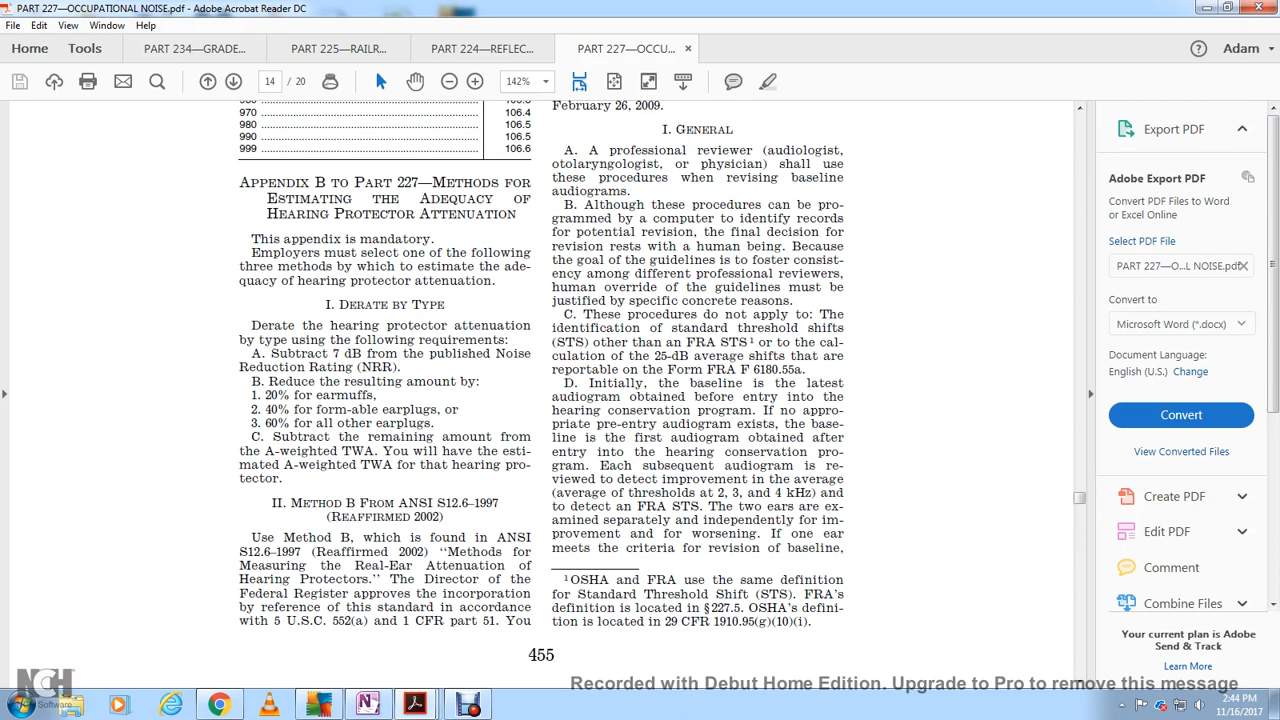 PART 227—OCCUPATIONAL NOISE.pdf - Adobe Acrobat Reader DC
File Edit View Window Help
Home Tools PART 234—GRADE... PART 225—RAILR... PART 224—REFLEC... PART 227—OCCU... × Adam
14 / 20 142%
970 106.4
980 106.5
990 106.5
999 106.6
APPENDIX B TO PART 227—METHODS FOR
ESTIMATING THE ADEQUACY OF
HEARING PROTECTOR ATTENUATION
This appendix is mandatory.
Employers must select one of the following
three methods by which to estimate the ade-
quacy of hearing protector attenuation.
I. DERATE BY TYPE
Derate the hearing protector attenuation
by type using the following requirements:
A. Subtract 7 dB from the published Noise
Reduction Rating (NRR).
B. Reduce the resulting amount by:
1. 20% for earmuffs,
2. 40% for form-able earplugs, or
3. 60% for all other earplugs.
C. Subtract the remaining amount from
the A-weighted TWA. You will have the esti-
mated A-weighted TWA for that hearing pro-
tector.
II. METHOD B FROM ANSI S12.6–1997
(REAFFIRMED 2002)
Use Method B, which is found in ANSI
S12.6–1997 (Reaffirmed 2002) ‘‘Methods for
Measuring the Real-Ear Attenuation of
Hearing Protectors.’’ The Director of the
Federal Register approves the incorporation
by reference of this standard in accordance
with 5 U.S.C. 552(a) and 1 CFR part 51. You
February 26, 2009.
I. GENERAL
A. A professional reviewer (audiologist,
otolaryngologist, or physician) shall use
these procedures when revising baseline
audiograms.
B. Although these procedures can be pro-
grammed by a computer to identify records
for potential revision, the final decision for
revision rests with a human being. Because
the goal of the guidelines is to foster consist-
ency among different professional reviewers,
human override of the guidelines must be
justified by specific concrete reasons.
C. These procedures do not apply to: The
identification of standard threshold shifts
(STS) other than an FRA STS¹ or to the cal-
culation of the 25-dB average shifts that are
reportable on the Form FRA F 6180.55a.
D. Initially, the baseline is the latest
audiogram obtained before entry into the
hearing conservation program. If no appro-
priate pre-entry audiogram exists, the base-
line is the first audiogram obtained after
entry into the hearing conservation pro-
gram. Each subsequent audiogram is re-
viewed to detect improvement in the average
(average of thresholds at 2, 3, and 4 kHz) and
to detect an FRA STS. The two ears are ex-
amined separately and independently for im-
provement and for worsening. If one ear
meets the criteria for revision of baseline,
¹ OSHA and FRA use the same definition
for Standard Threshold Shift (STS). FRA’s
definition is located in § 227.5. OSHA’s defini-
tion is located in 29 CFR 1910.95(g)(10)(i).
455
Export PDF
Adobe Export PDF
Convert PDF Files to Word
or Excel Online
Select PDF File
PART 227—O...L NOISE.pdf
Convert to
Microsoft Word (*.docx)
Document Language:
English (U.S.) Change
Convert
View Converted Files
Create PDF
Edit PDF
Comment
Combine Files
Your current plan is Adobe
Send & Track
Learn More
NCH Software
Recorded with Debut Home Edition. Upgrade to Pro to remove this message
2:44 PM
11/16/2017